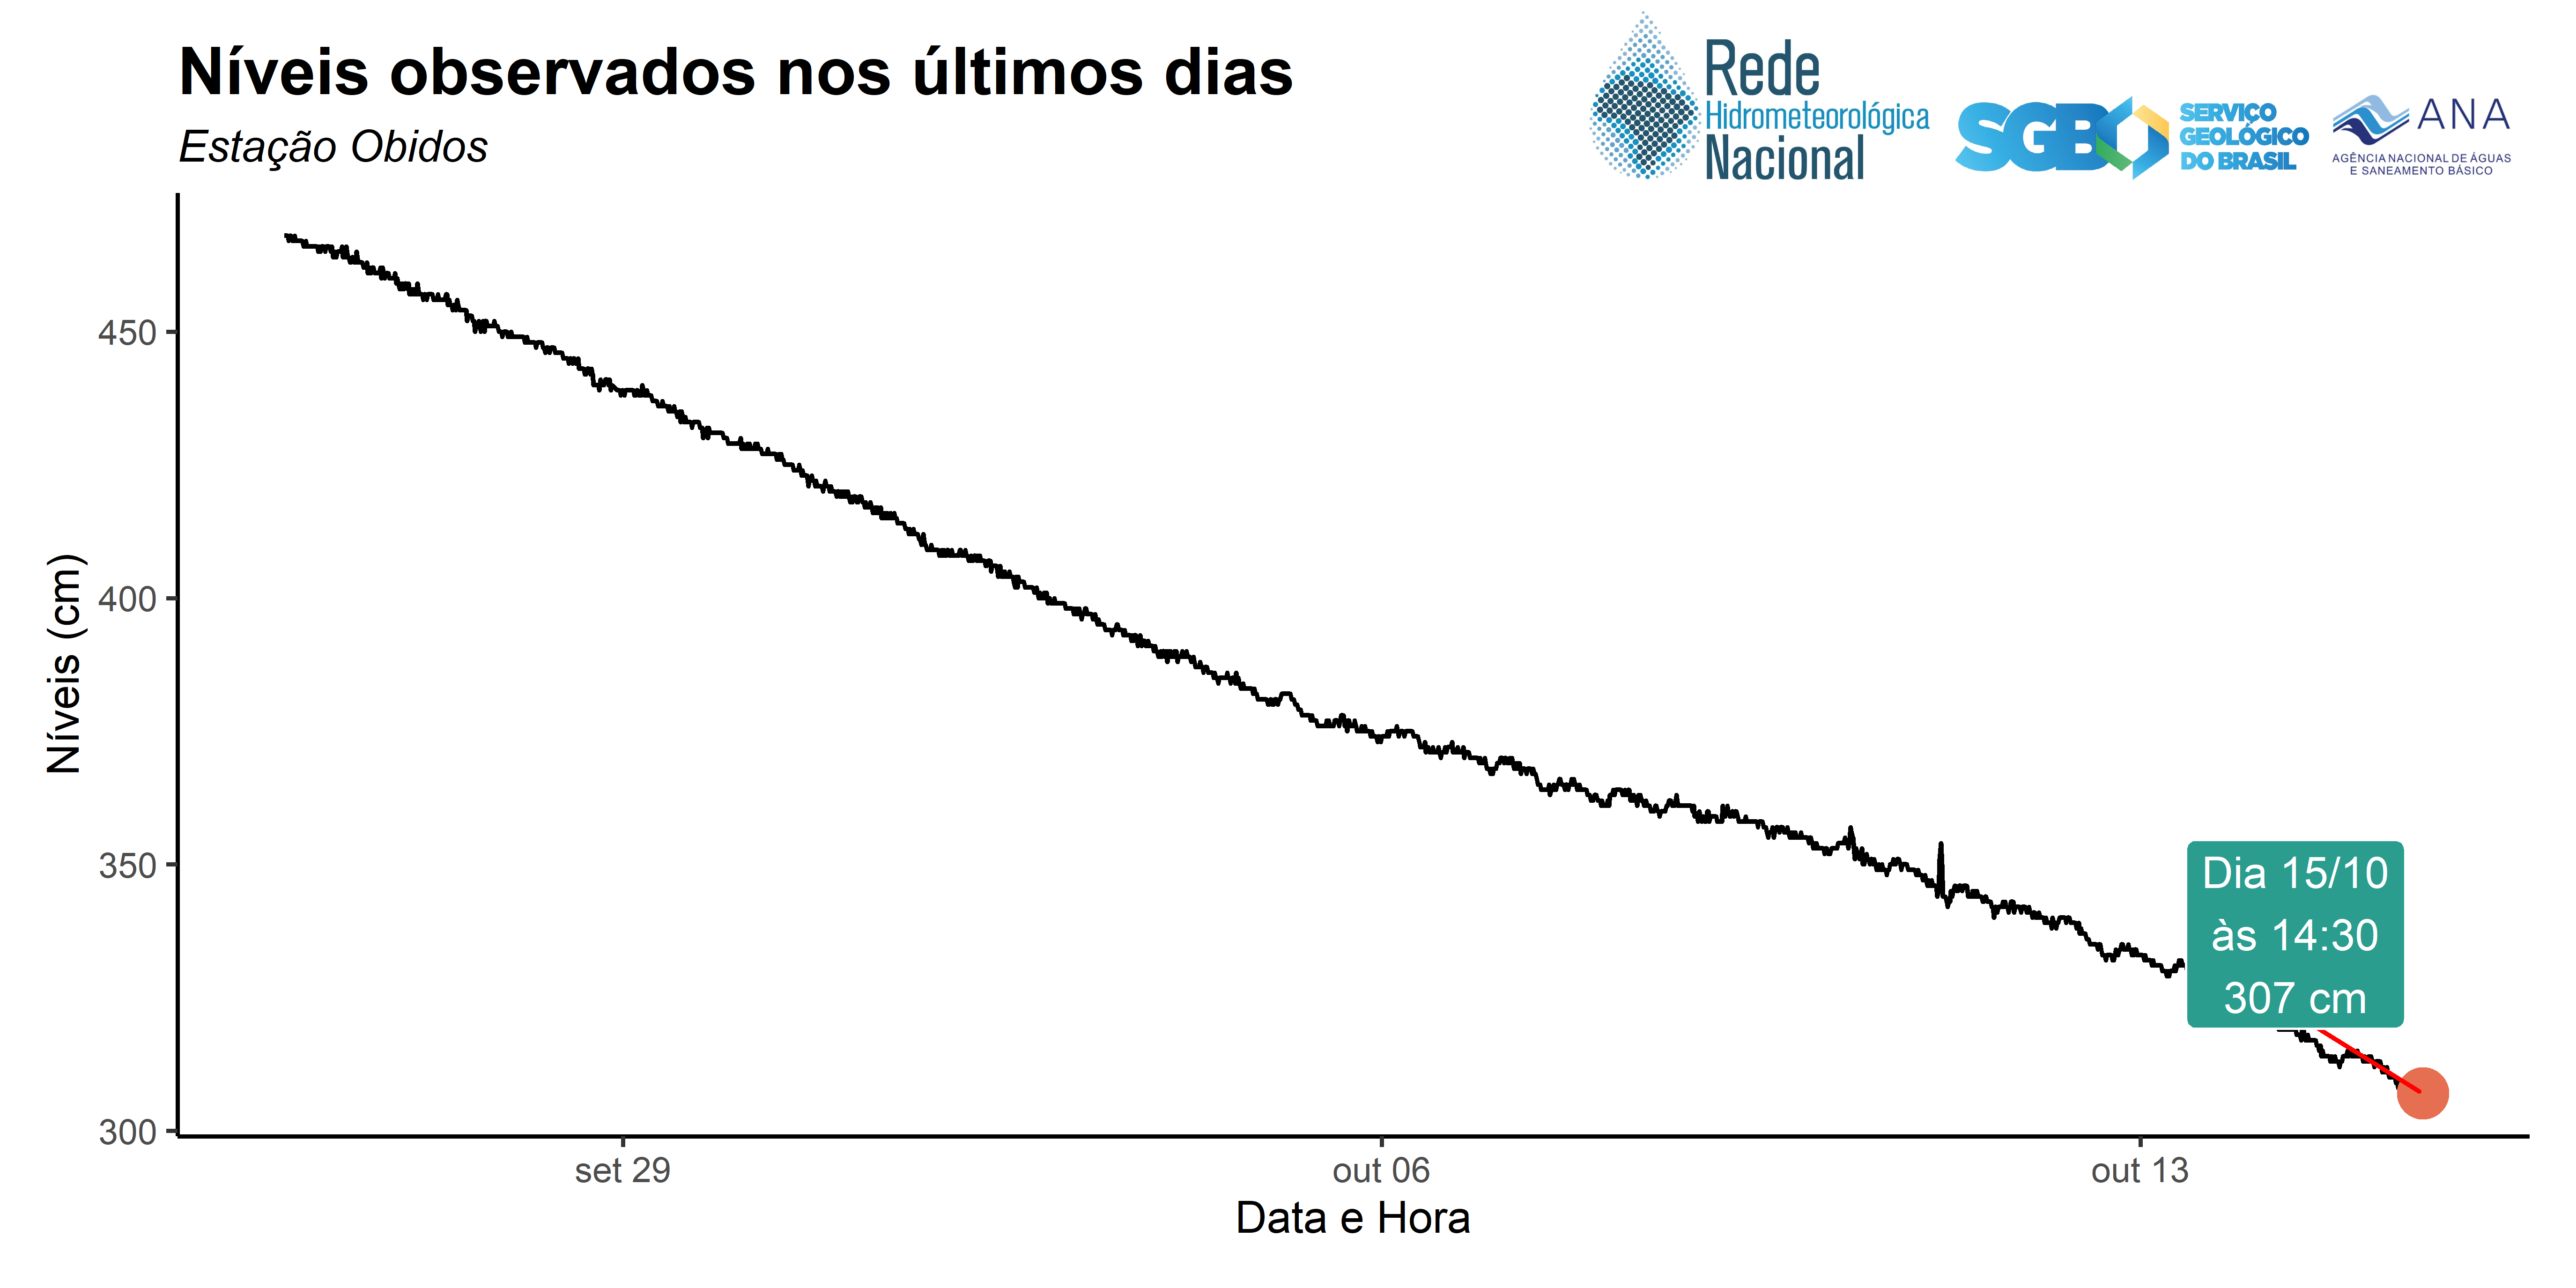 Níveis observados nos últimos dias
Estação Obidos
Rede
Hidrometeorológica
Nacional
SGB
SERVIÇO
GEOLÓGICO
DO BRASIL
ANA
AGÊNCIA NACIONAL DE ÁGUAS
E SANEAMENTO BÁSICO
Níveis (cm)
450
400
350
300
Dia 15/10
às 14:30
307 cm
set 29
out 06
out 13
Data e Hora